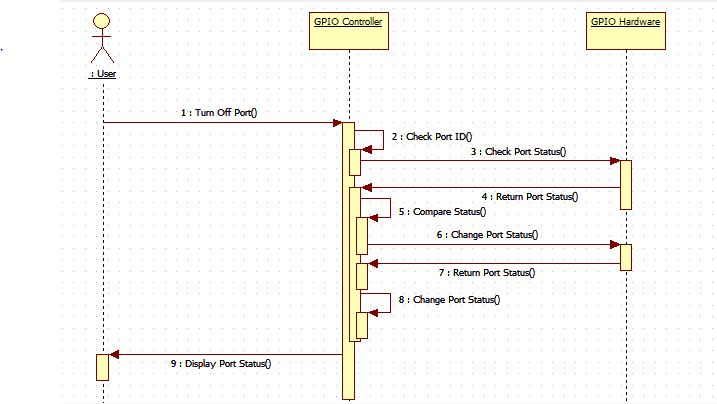 GPIO Controller
GPIO Hardware
: User
1 : Turn Off Port()
2 : Check Port ID()
3 : Check Port Status()
4 : Return Port Status()
5 : Compare Status()
6 : Change Port Status()
7 : Return Port Status()
8 : Change Port Status()
9 : Display Port Status()